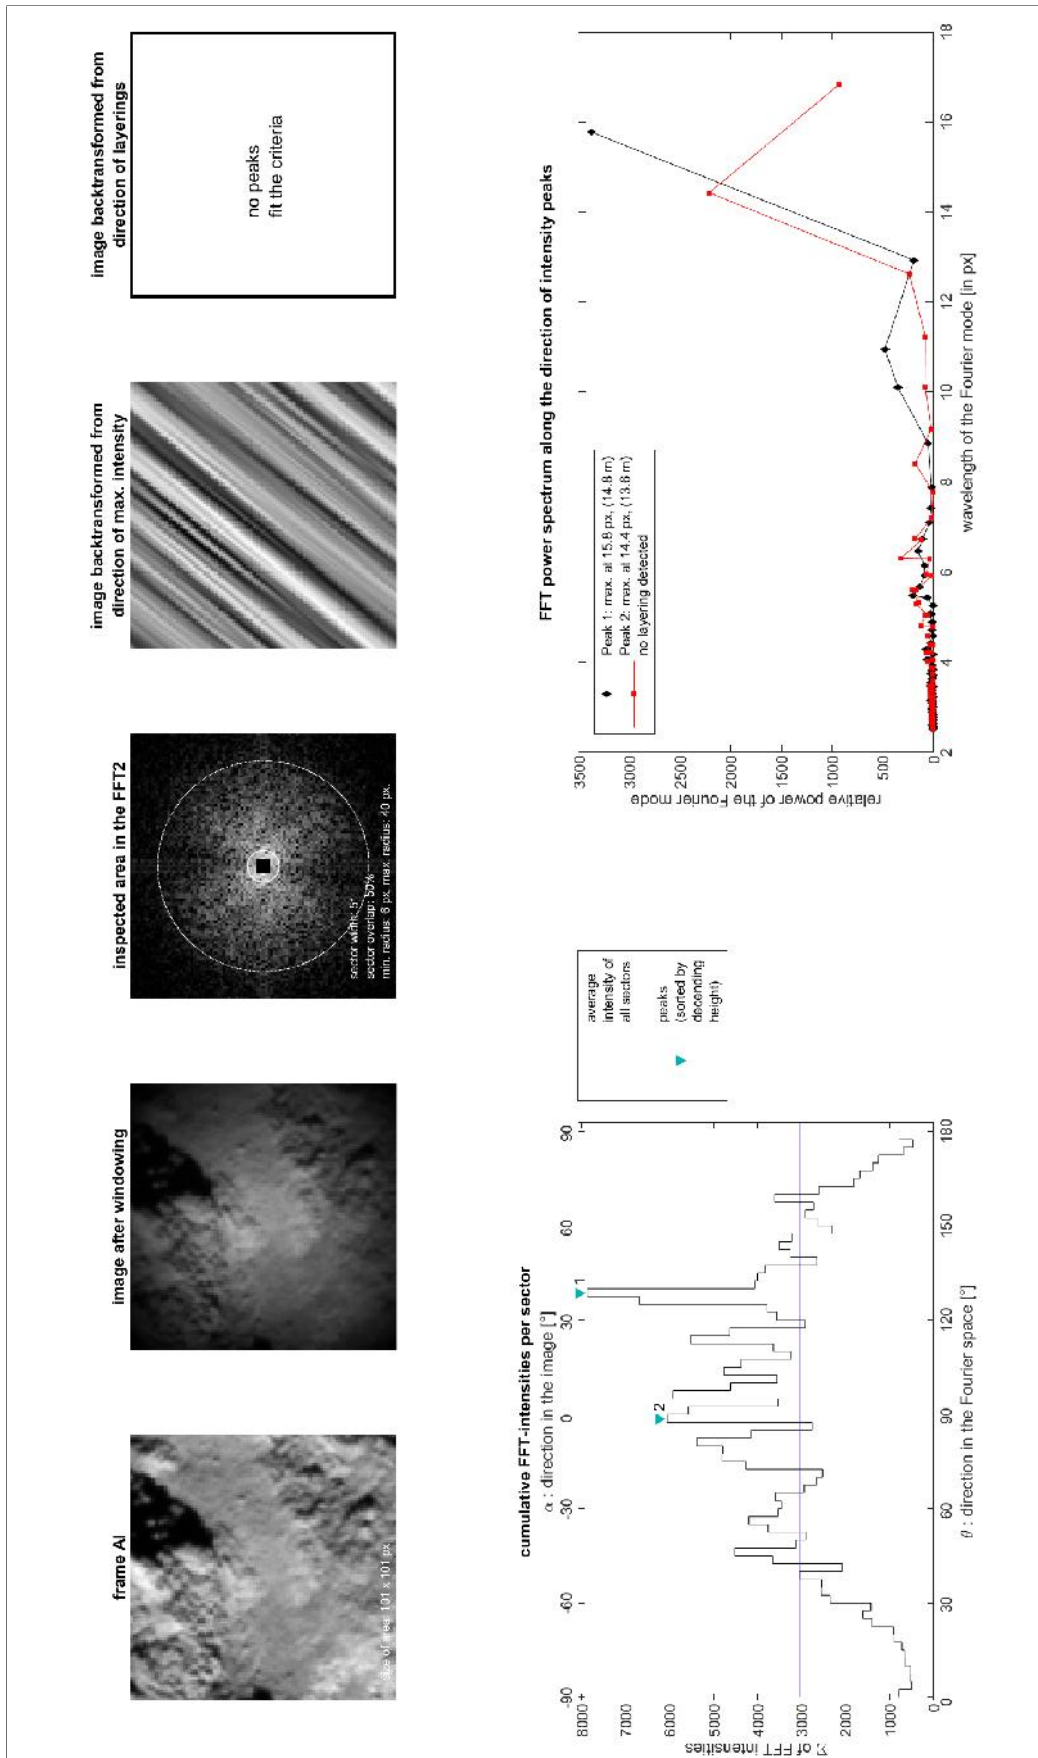 frame AI
size of area: 101 x 101 px
image after windowing
inspected area in the FFT2
sector width: 5°
sector overlap: 50%
min. radius: 6 px, max. radius: 40 px.
image backtransformed from
direction of max. intensity
image backtransformed from
direction of layerings
no peaks
fit the criteria
cumulative FFT-intensities per sector
α : direction in the image [°]
-90 -60 -30 0 30 60 90
8000
7000
6000
5000
4000
3000
2000
1000
0
Σ of FFT intensities
2
1
0 30 60 90 120 150 180
θ : direction in the Fourier space [°]
average
intensity of
all sectors
peaks
(sorted by
decending
height)
FFT power spectrum along the direction of intensity peaks
Peak 1: max. at 15.8 px, (14.8 m)
Peak 2: max. at 14.4 px, (13.6 m)
no layering detected
3500
3000
2500
2000
1500
1000
500
0
relative power of the Fourier mode
2 4 6 8 10 12 14 16 18
wavelength of the Fourier mode [in px]